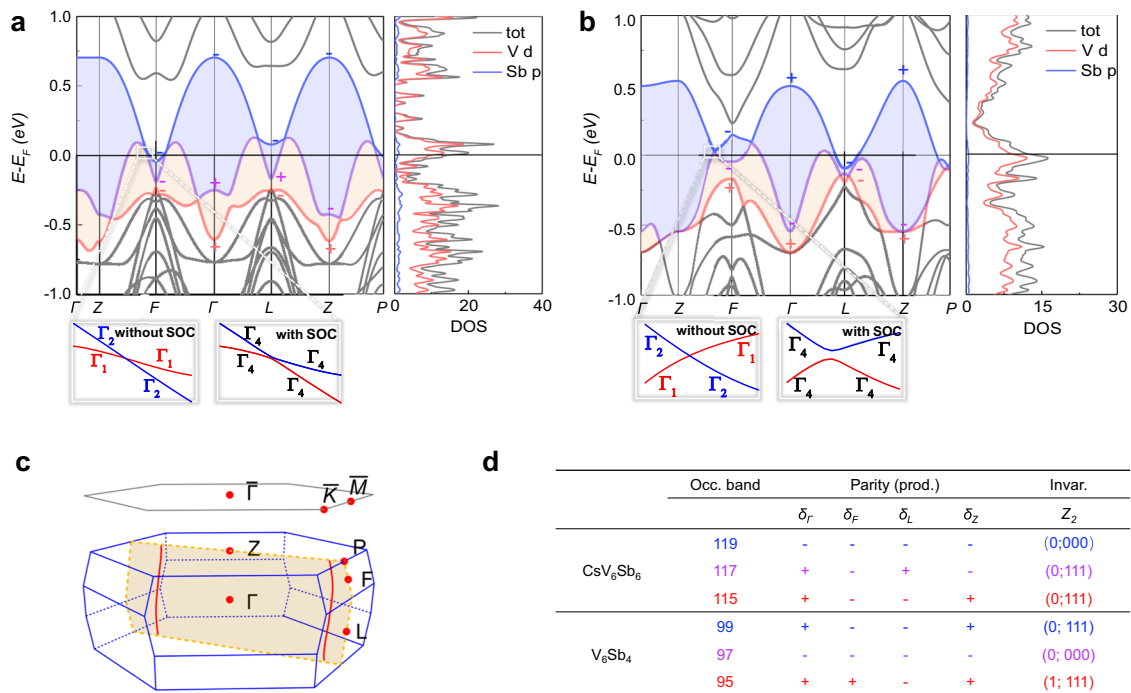 a
1.0
0.5
0.0
-0.5
-1.0
E-E_F (eV)
- - -
- -
- + + -
- -
+ +
Γ Z F Γ L Z P
tot
V d
Sb p
0 20 40
DOS
without SOC
Γ₂
Γ₁ Γ₁
Γ₂
with SOC
Γ₄
Γ₄ Γ₄
Γ₄
b
1.0
0.5
0.0
-0.5
-1.0
E-E_F (eV)
+ +
- -
- -
+ - -
+ +
Γ Z F Γ L Z P
tot
V d
Sb p
0 15 30
DOS
without SOC
Γ₂ Γ₁
Γ₁ Γ₂
with SOC
Γ₄ Γ₄
Γ₄ Γ₄
c
Γ̅ K̅ M̅
Z P
F
Γ
L
d
Occ. band Parity (prod.) Invar.
δ_Γ δ_F δ_L δ_Z Z₂
119 - - - - (0;000)
CsV₆Sb₆ 117 + - + - (0;111)
115 + - - + (0;111)
99 + - - + (0; 111)
V₆Sb₄ 97 - - - - (0; 000)
95 + + - + (1; 111)